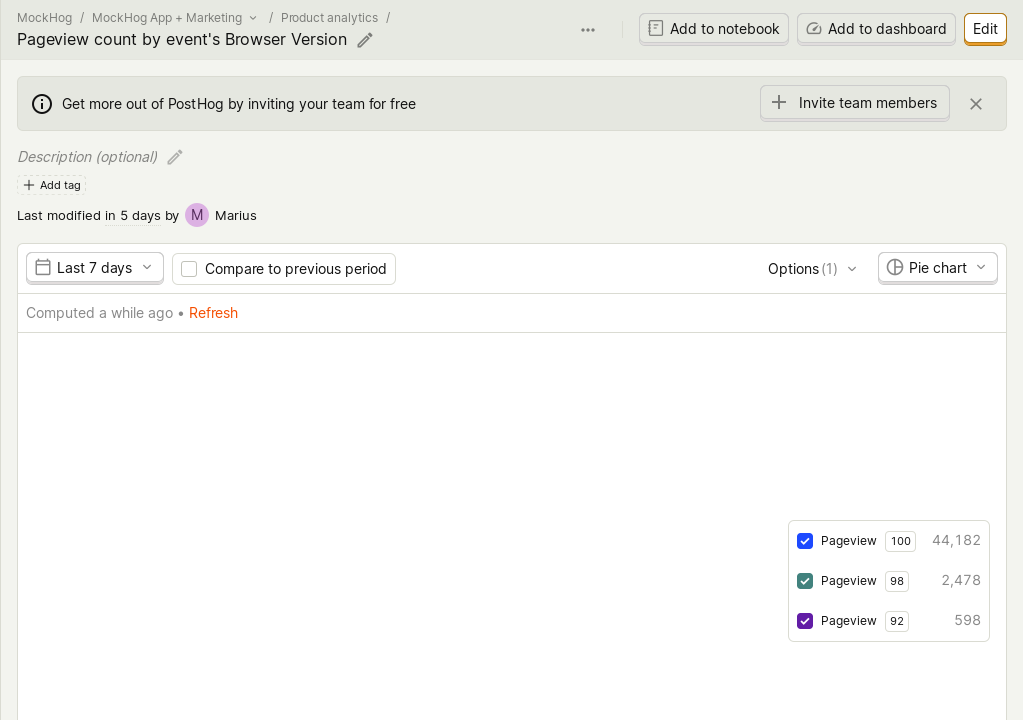 MockHog / MockHog App + Marketing / Product analytics /
Pageview count by event's Browser Version
Add to notebook
Add to dashboard
Edit
Get more out of PostHog by inviting your team for free
Invite team members
Description (optional)
Add tag
Last modified in 5 days by M Marius
Last 7 days
Compare to previous period
Options (1)
Pie chart
Computed a while ago • Refresh
Pageview 100 44,182
Pageview 98 2,478
Pageview 92 598